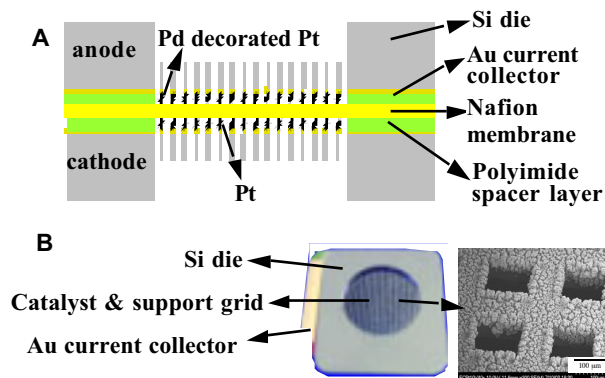 A
anode
Pd decorated Pt
Si die
Au current
collector
Nafion
membrane
cathode
Pt
Polyimide
spacer layer
B
Si die
Catalyst & support grid
Au current collector
100 µm